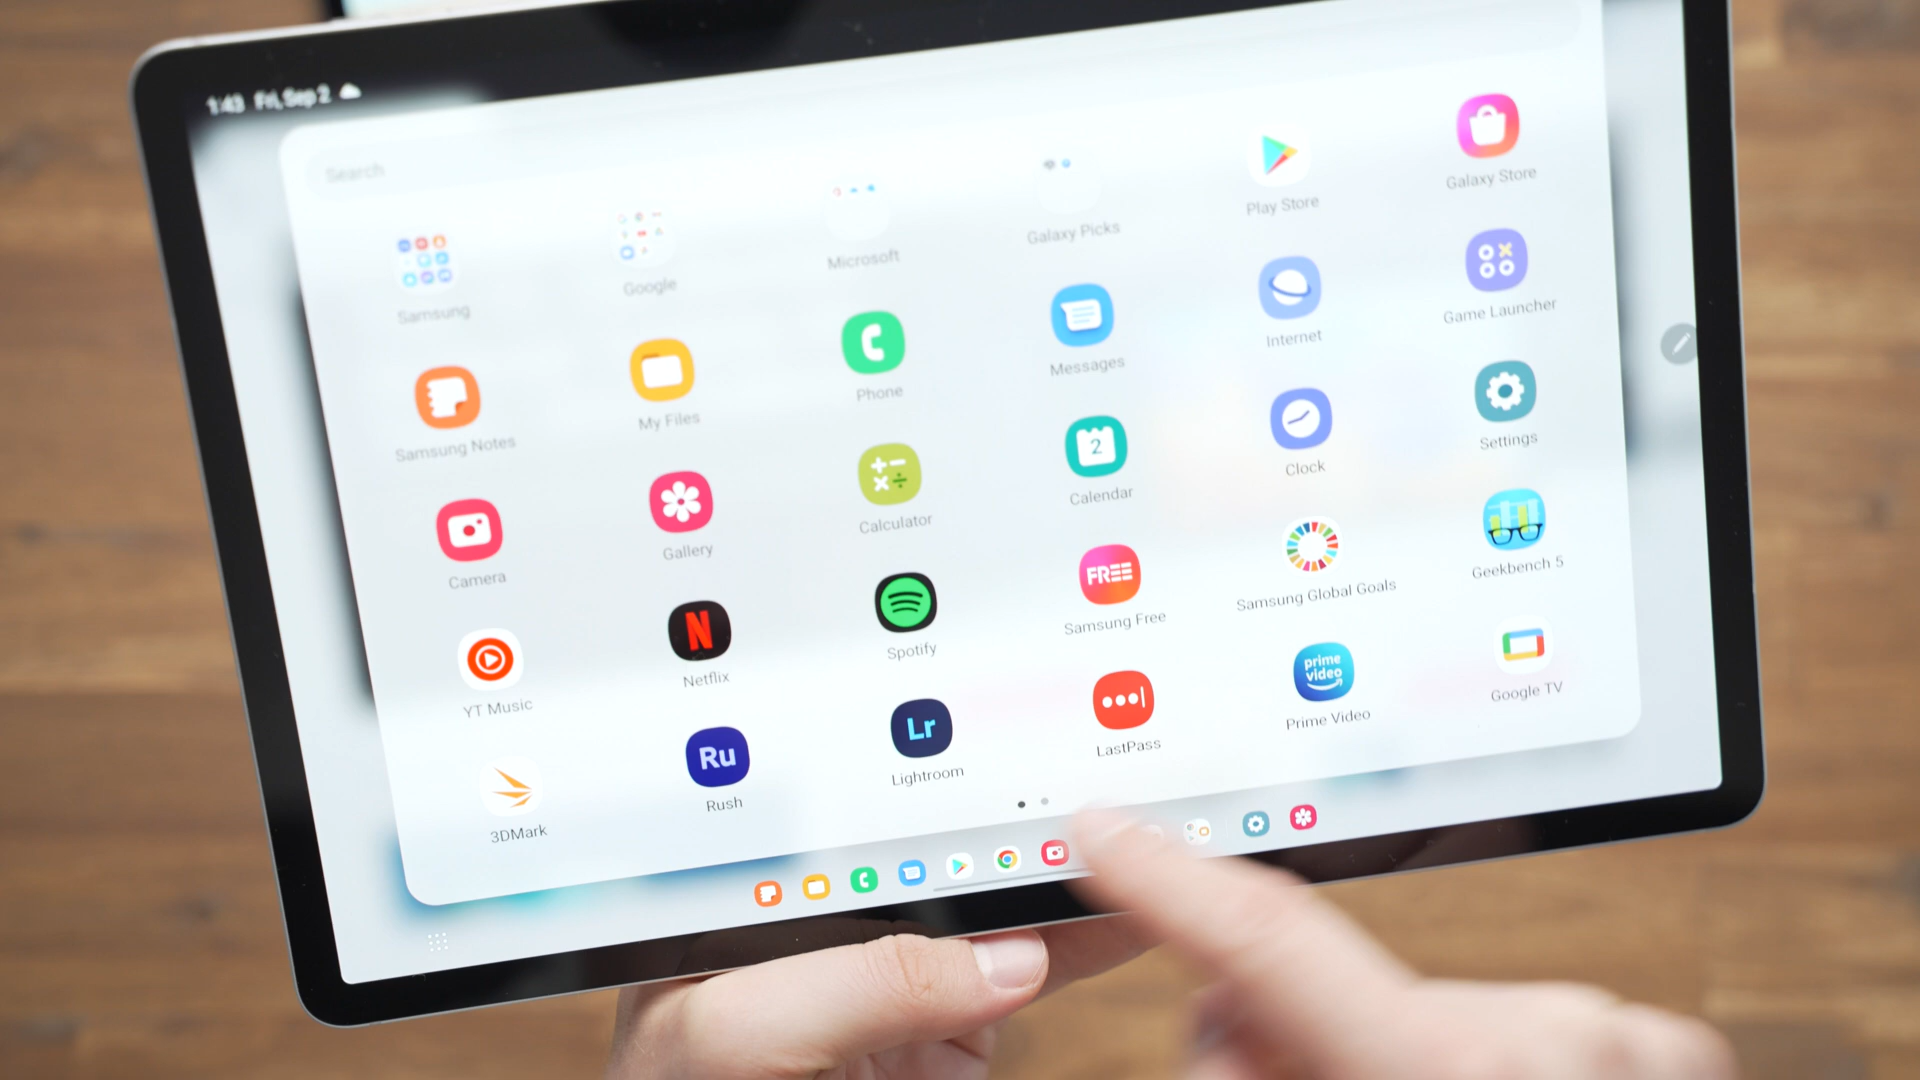 1:43 Fri, Sep 2
Search
Samsung
Google
Microsoft
Galaxy Picks
Play Store
Galaxy Store
Samsung Notes
My Files
Phone
Messages
Internet
Game Launcher
Camera
Gallery
Calculator
2
Calendar
Clock
Settings
YT Music
N
Netflix
Spotify
FREE
Samsung Free
Samsung Global Goals
Geekbench 5
3DMark
Ru
Rush
Lr
Lightroom
LastPass
prime
video
Prime Video
Google TV